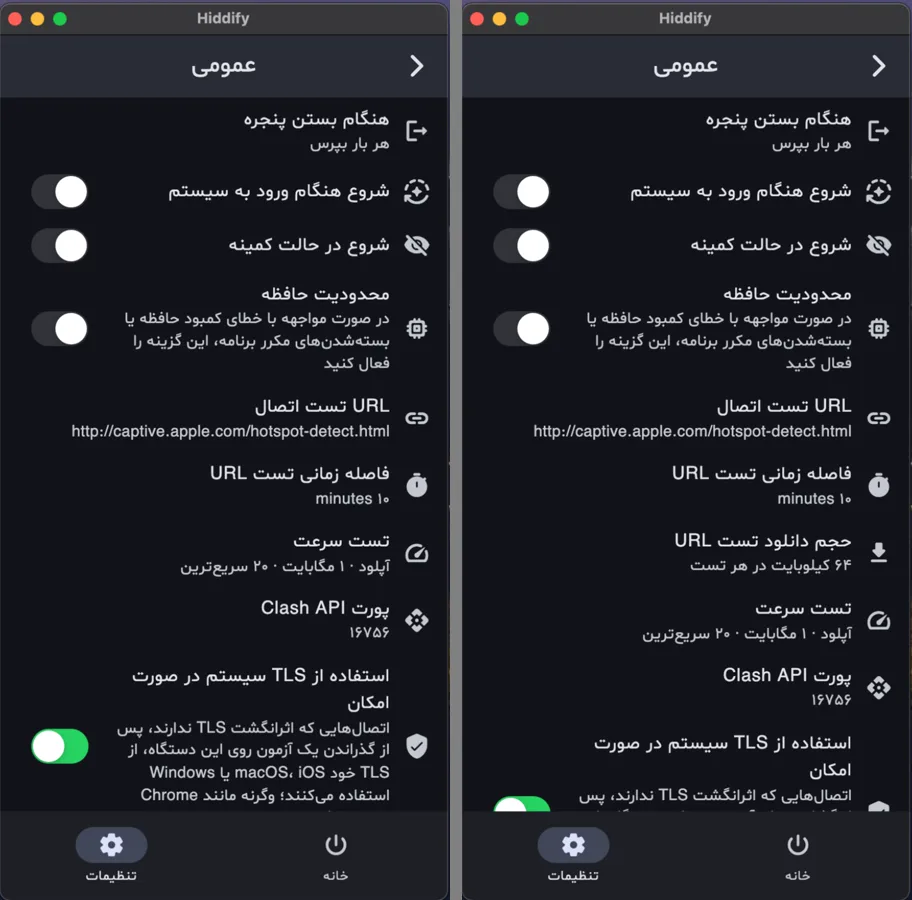 Hiddify
عمومی
هنگام بستن پنجره
هر بار بپرس
شروع هنگام ورود به سیستم
شروع در حالت کمینه
محدودیت حافظه
در صورت مواجهه با خطای کمبود حافظه یا
بسته‌شدن‌های مکرر برنامه، این گزینه را
فعال کنید
URL تست اتصال
http://captive.apple.com/hotspot-detect.html
فاصله زمانی تست URL
۱۰ minutes
تست سرعت
آپلود · ۱ مگابایت · ۲۰ سریع‌ترین
پورت Clash API
۱۶۷۵۶
استفاده از TLS سیستم در صورت
امکان
اتصال‌هایی که اثرانگشت TLS ندارند، پس
از گذراندن یک آزمون روی این دستگاه، از
TLS خود macOS، iOS یا Windows
استفاده می‌کنند؛ وگرنه مانند Chrome
خانه
تنظیمات
Hiddify
عمومی
هنگام بستن پنجره
هر بار بپرس
شروع هنگام ورود به سیستم
شروع در حالت کمینه
محدودیت حافظه
در صورت مواجهه با خطای کمبود حافظه یا
بسته‌شدن‌های مکرر برنامه، این گزینه را
فعال کنید
URL تست اتصال
http://captive.apple.com/hotspot-detect.html
فاصله زمانی تست URL
۱۰ minutes
حجم دانلود تست URL
۶۴ کیلوبایت در هر تست
تست سرعت
آپلود · ۱ مگابایت · ۲۰ سریع‌ترین
پورت Clash API
۱۶۷۵۶
استفاده از TLS سیستم در صورت
امکان
اتصال‌هایی که اثرانگشت TLS ندارند، پس
خانه
تنظیمات